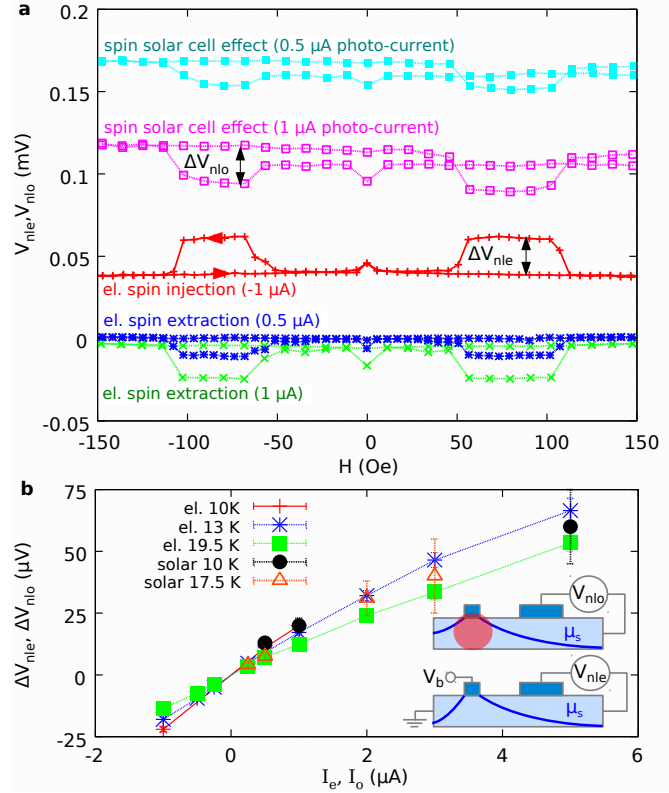 a
0.2
0.15
0.1
0.05
0
-0.05
V_nle, V_nlo (mV)
spin solar cell effect (0.5 µA photo-current)
spin solar cell effect (1 µA photo-current)
ΔV_nlo
ΔV_nle
el. spin injection (-1 µA)
el. spin extraction (0.5 µA)
el. spin extraction (1 µA)
-150 -100 -50 0 50 100 150
H (Oe)
b
75
50
25
0
-25
ΔV_nle, ΔV_nlo (µV)
el. 10K
el. 13 K
el. 19.5 K
solar 10 K
solar 17.5 K
V_nlo
µ_s
V_b
V_nle
µ_s
-2 0 2 4 6
I_e, I_o (µA)